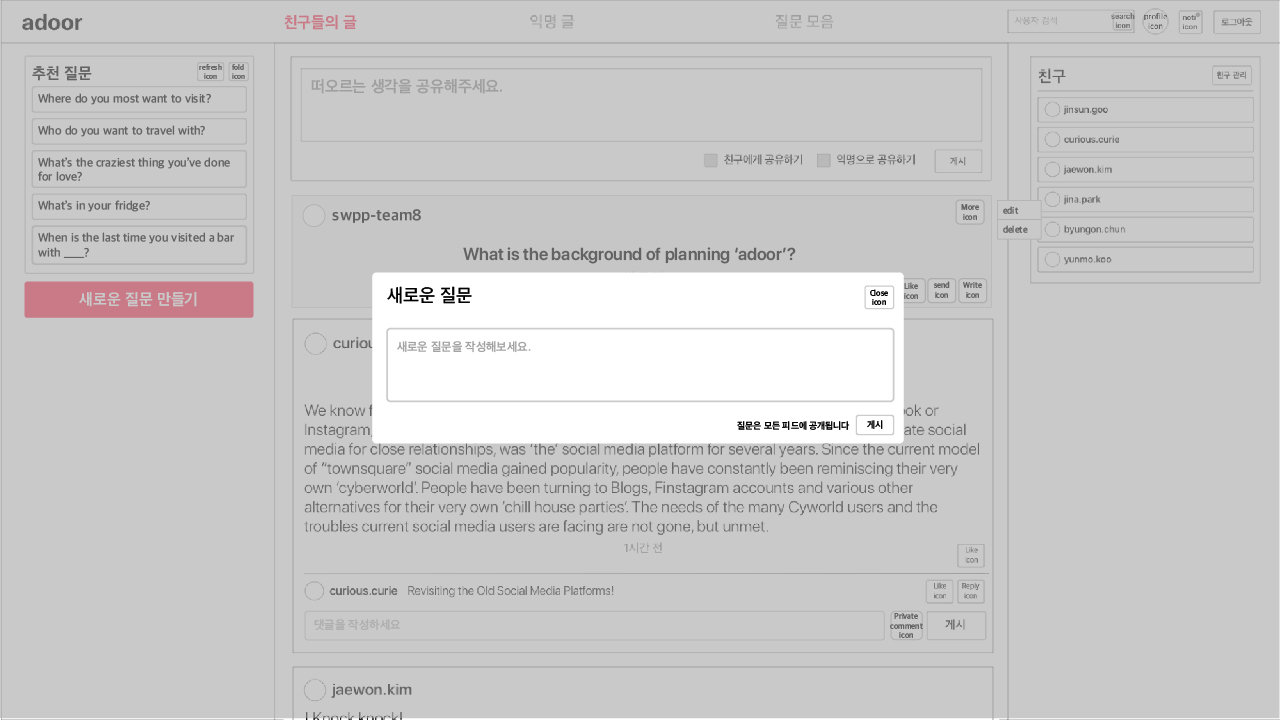 adoor
친구들의 글
익명 글
질문 모음
사용자 검색
search
icon
profile
icon
noti
icon
로그아웃
추천 질문
refresh
icon
fold
icon
Where do you most want to visit?
Who do you want to travel with?
What's the craziest thing you've done
for love?
What's in your fridge?
When is the last time you visited a bar
with ____?
새로운 질문 만들기
떠오르는 생각을 공유해주세요.
친구에게 공유하기
익명으로 공유하기
게시
swpp-team8
More
icon
edit
delete
What is the background of planning ‘adoor’?
Like
icon
send
icon
Write
icon
새로운 질문
Close
icon
새로운 질문을 작성해보세요.
질문은 모든 피드에 공개됩니다
게시
We know
Instagram,
media for close relationships, was ‘the’ social media platform for several years. Since the current model
of “townsquare” social media gained popularity, people have constantly been reminiscing their very
own ‘cyberworld’. People have been turning to Blogs, Finstagram accounts and various other
alternatives for their very own ‘chill house parties’. The needs of the many Cyworld users and the
troubles current social media users are facing are not gone, but unmet.
or
social
1시간 전
Like
icon
curious.curie Revisiting the Old Social Media Platforms!
Like
icon
Reply
icon
댓글을 작성하세요
Private
comment
icon
게시
jaewon.kim
친구
친구 관리
jinsun.goo
curious.curie
jaewon.kim
jina.park
byungon.chun
yunmo.koo